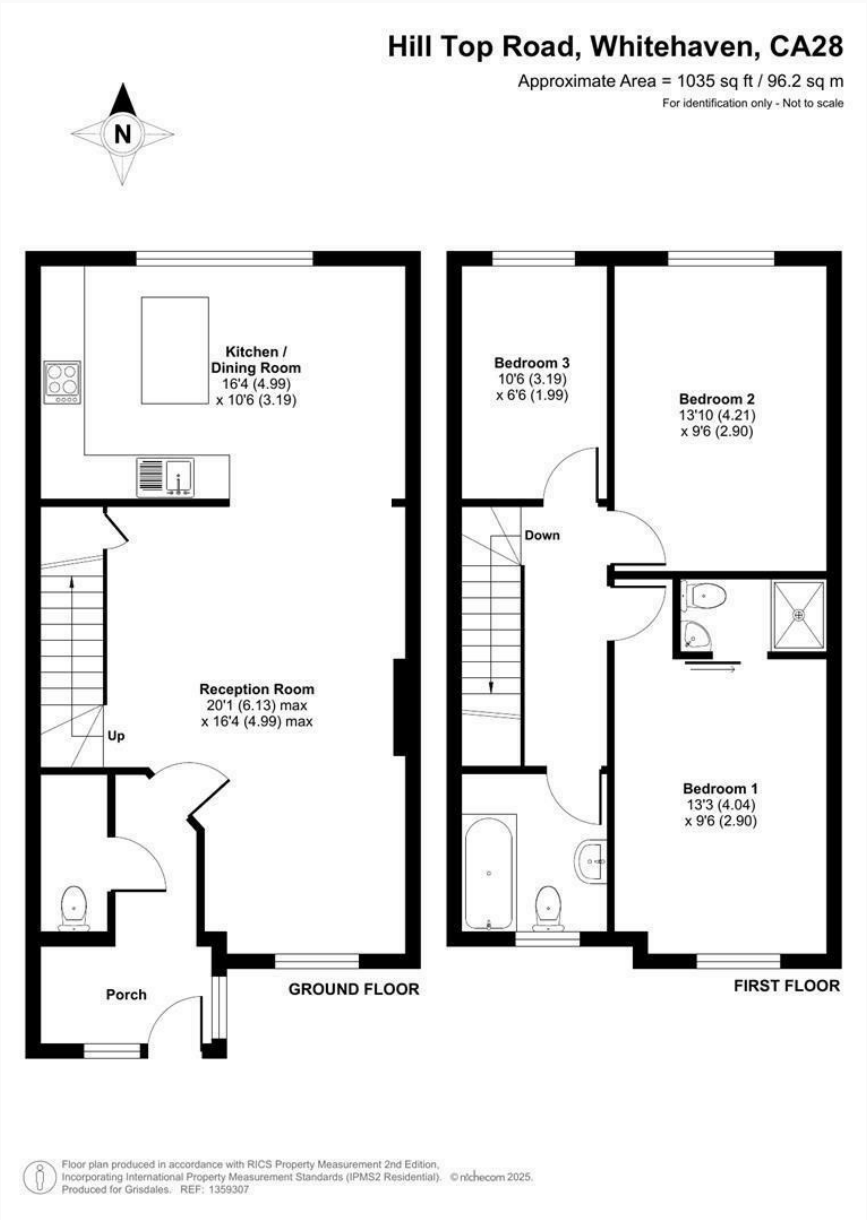 Hill Top Road, Whitehaven, CA28
Approximate Area = 1035 sq ft / 96.2 sq m
For identification only - Not to scale
N
Kitchen /
Dining Room
16'4 (4.99)
x 10'6 (3.19)
Reception Room
20'1 (6.13) max
x 16'4 (4.99) max
Up
Porch
GROUND FLOOR
Bedroom 3
10'6 (3.19)
x 6'6 (1.99)
Bedroom 2
13'10 (4.21)
x 9'6 (2.90)
Down
Bedroom 1
13'3 (4.04)
x 9'6 (2.90)
FIRST FLOOR
Floor plan produced in accordance with RICS Property Measurement 2nd Edition,
Incorporating International Property Measurement Standards (IPMS2 Residential). © nichecom 2025.
Produced for Grisdales. REF: 1359307